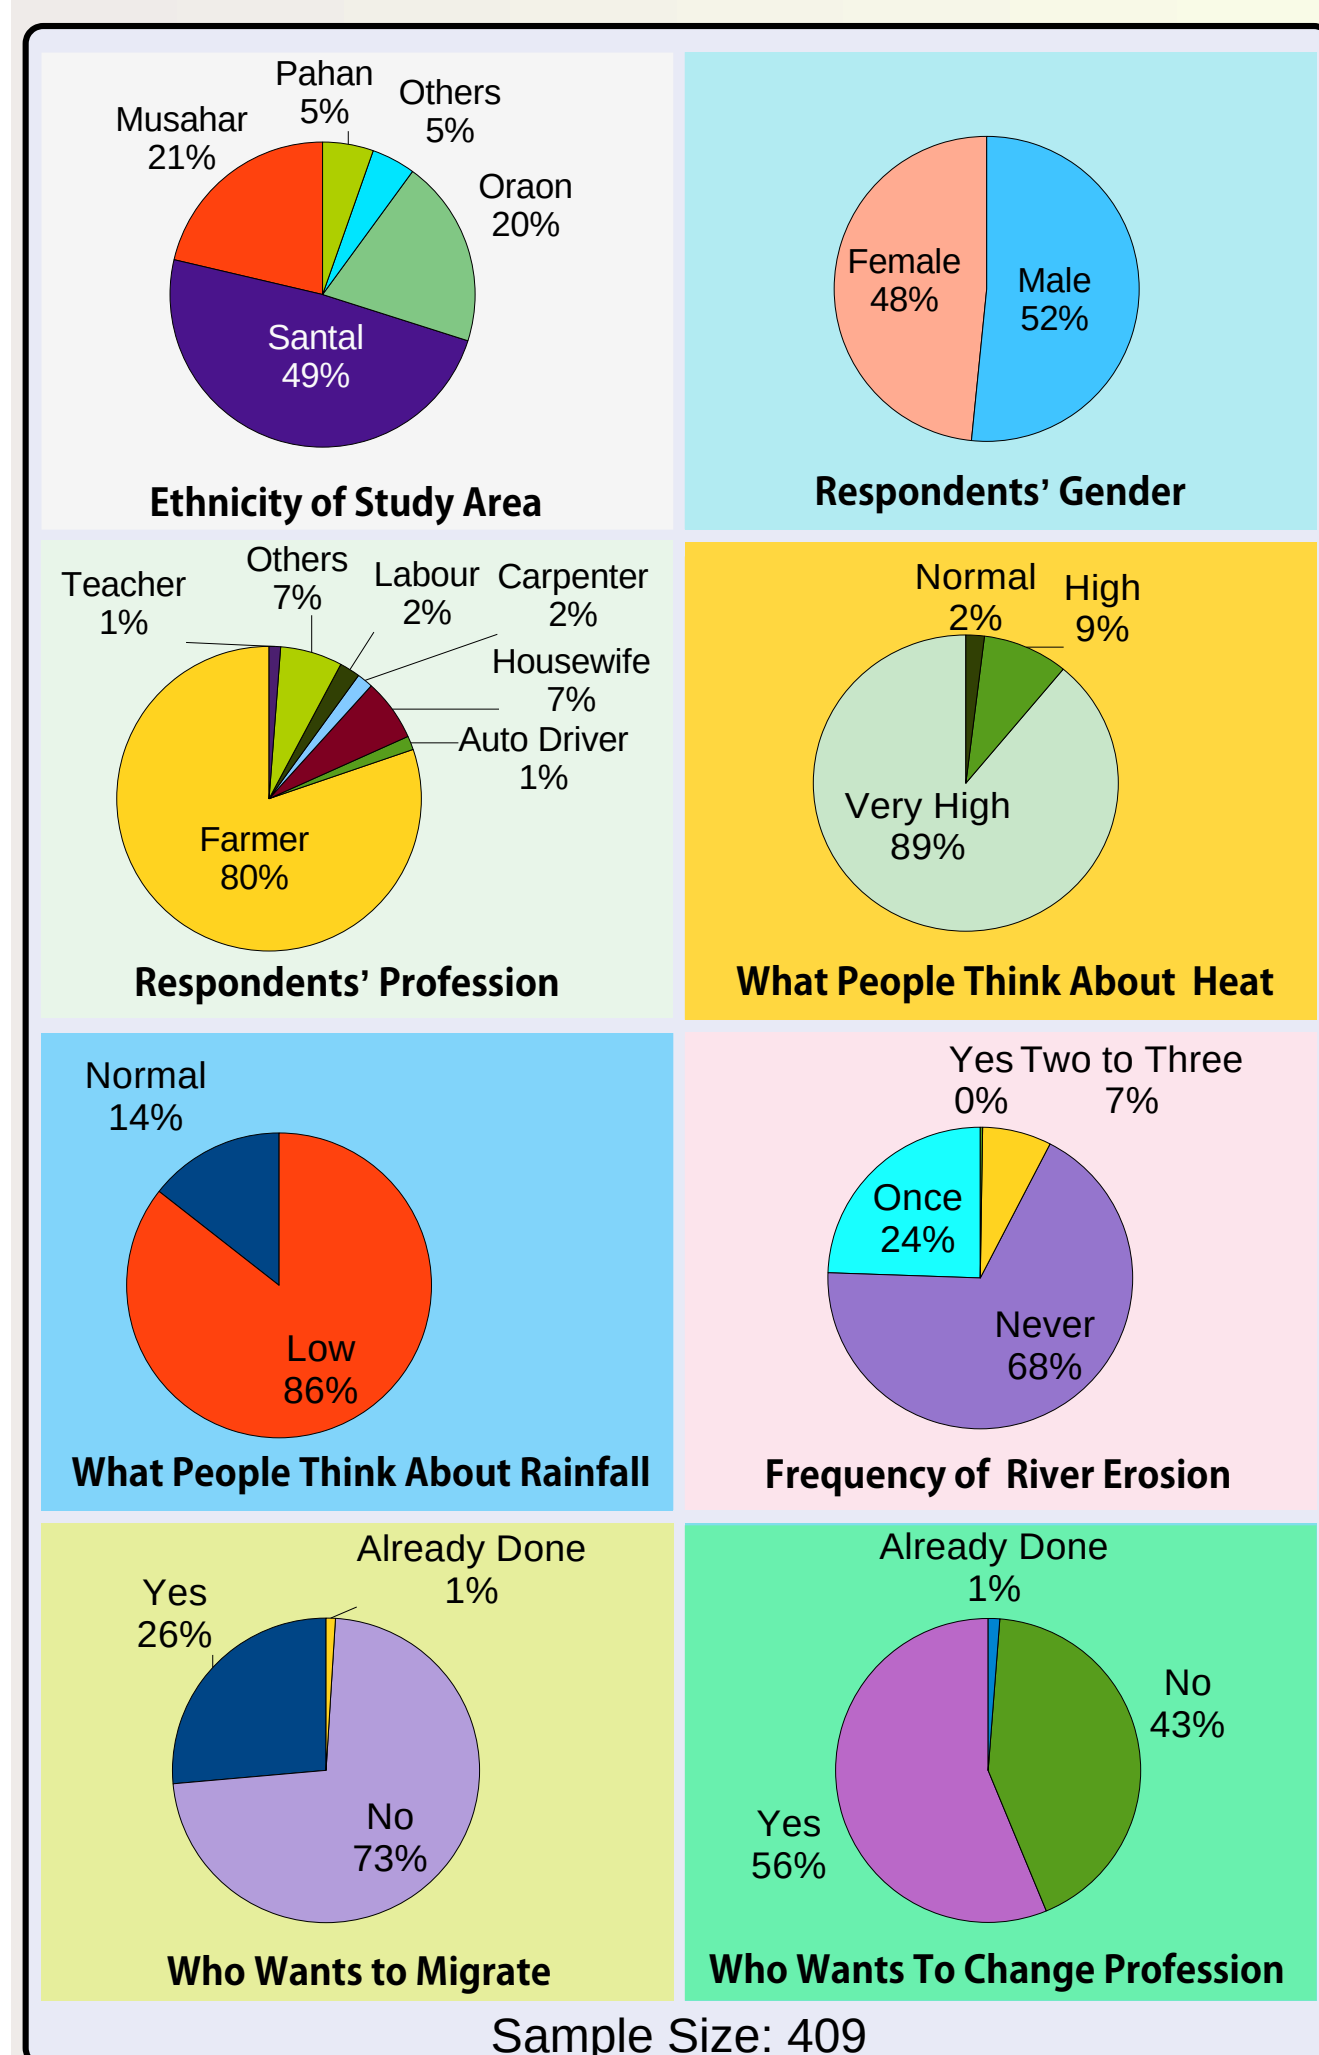 Pahan
5%
Others
5%
Musahar
21%
Oraon
20%
Santal
49%
Ethnicity of Study Area
Female
48%
Male
52%
Respondents’ Gender
Teacher
1%
Others
7%
Labour
2%
Carpenter
2%
Housewife
7%
Auto Driver
1%
Farmer
80%
Respondents’ Profession
Normal
2%
High
9%
Very High
89%
What People Think About Heat
Normal
14%
Low
86%
What People Think About Rainfall
Yes
0%
Two to Three
7%
Once
24%
Never
68%
Frequency of River Erosion
Already Done
1%
Yes
26%
No
73%
Who Wants to Migrate
Already Done
1%
No
43%
Yes
56%
Who Wants To Change Profession
Sample Size: 409